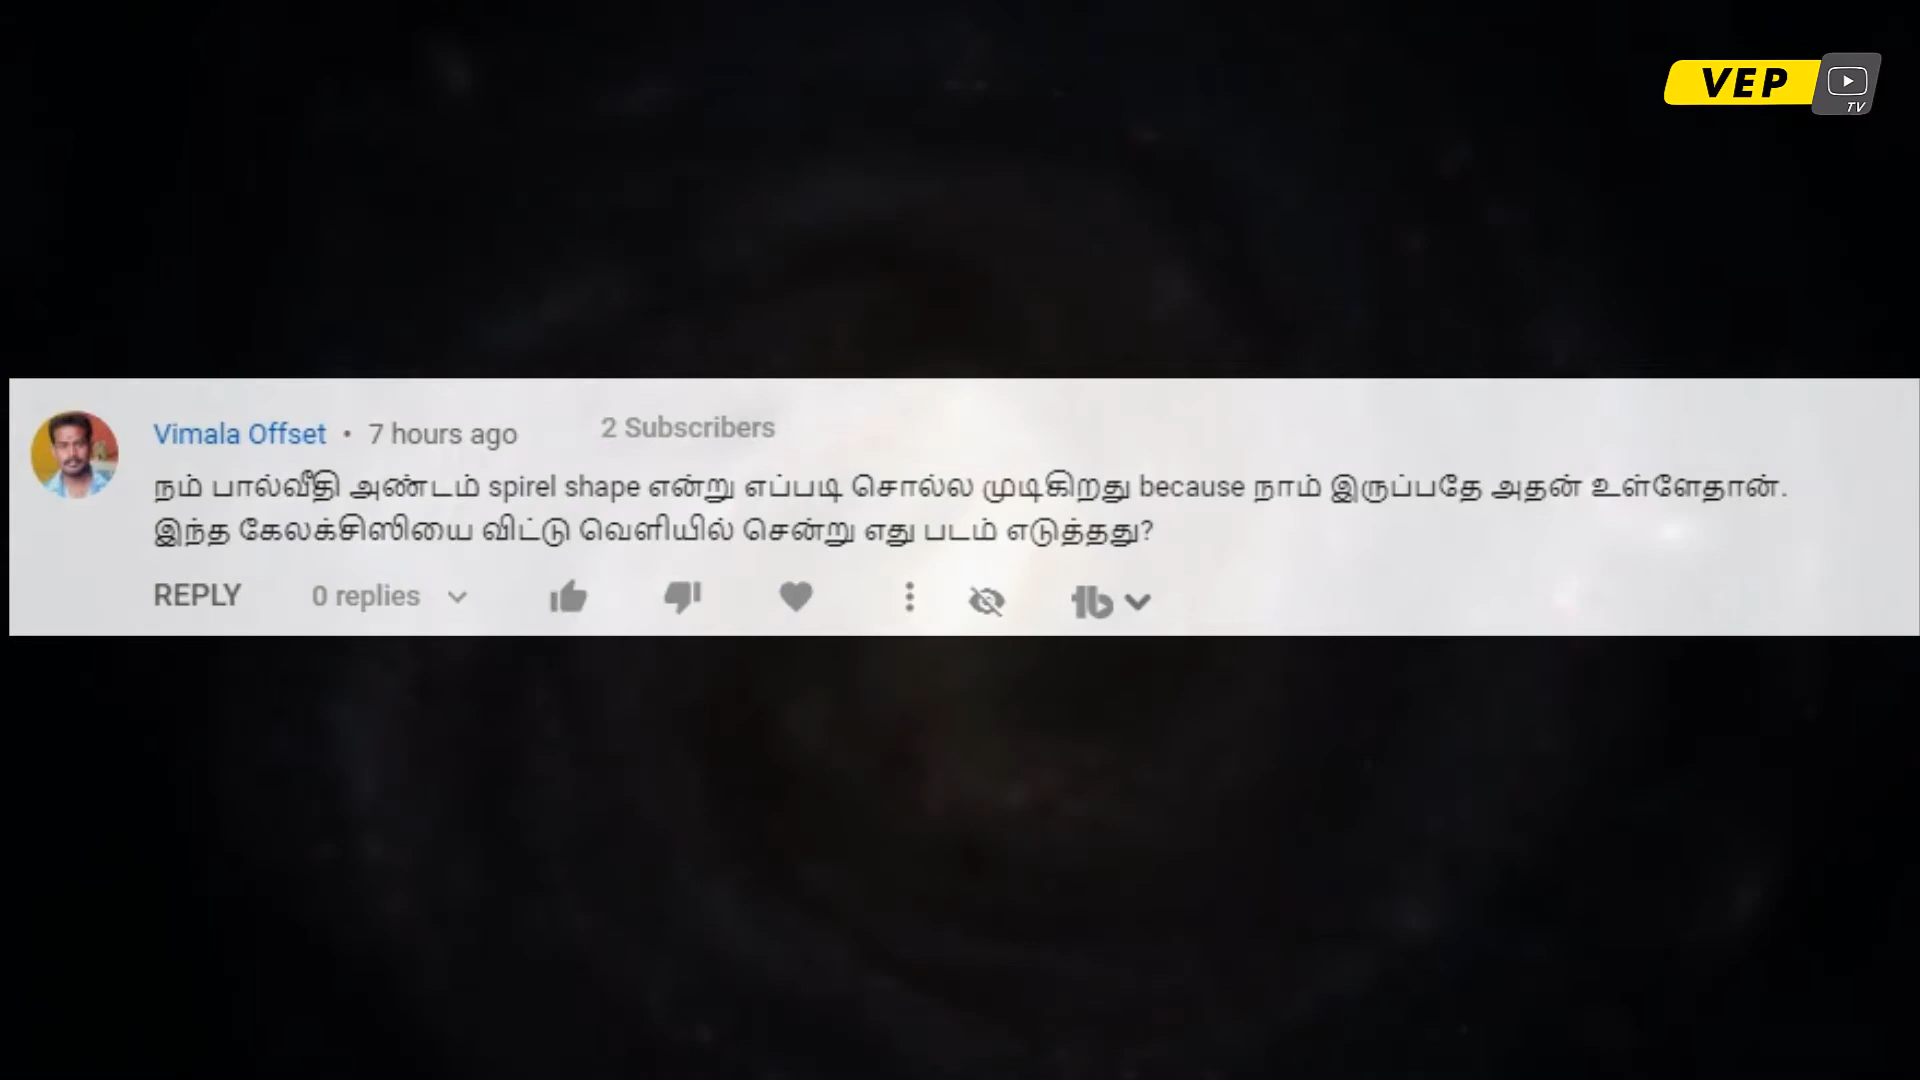 VEP
TV
Vimala Offset • 7 hours ago 2 Subscribers
நம் பால்வீதி அண்டம் spirel shape என்று எப்படி சொல்ல முடிகிறது because நாம் இருப்பதே அதன் உள்ளேதான்.
இந்த கேலக்சிஸியை விட்டு வெளியில் சென்று எது படம் எடுத்தது?
REPLY 0 replies